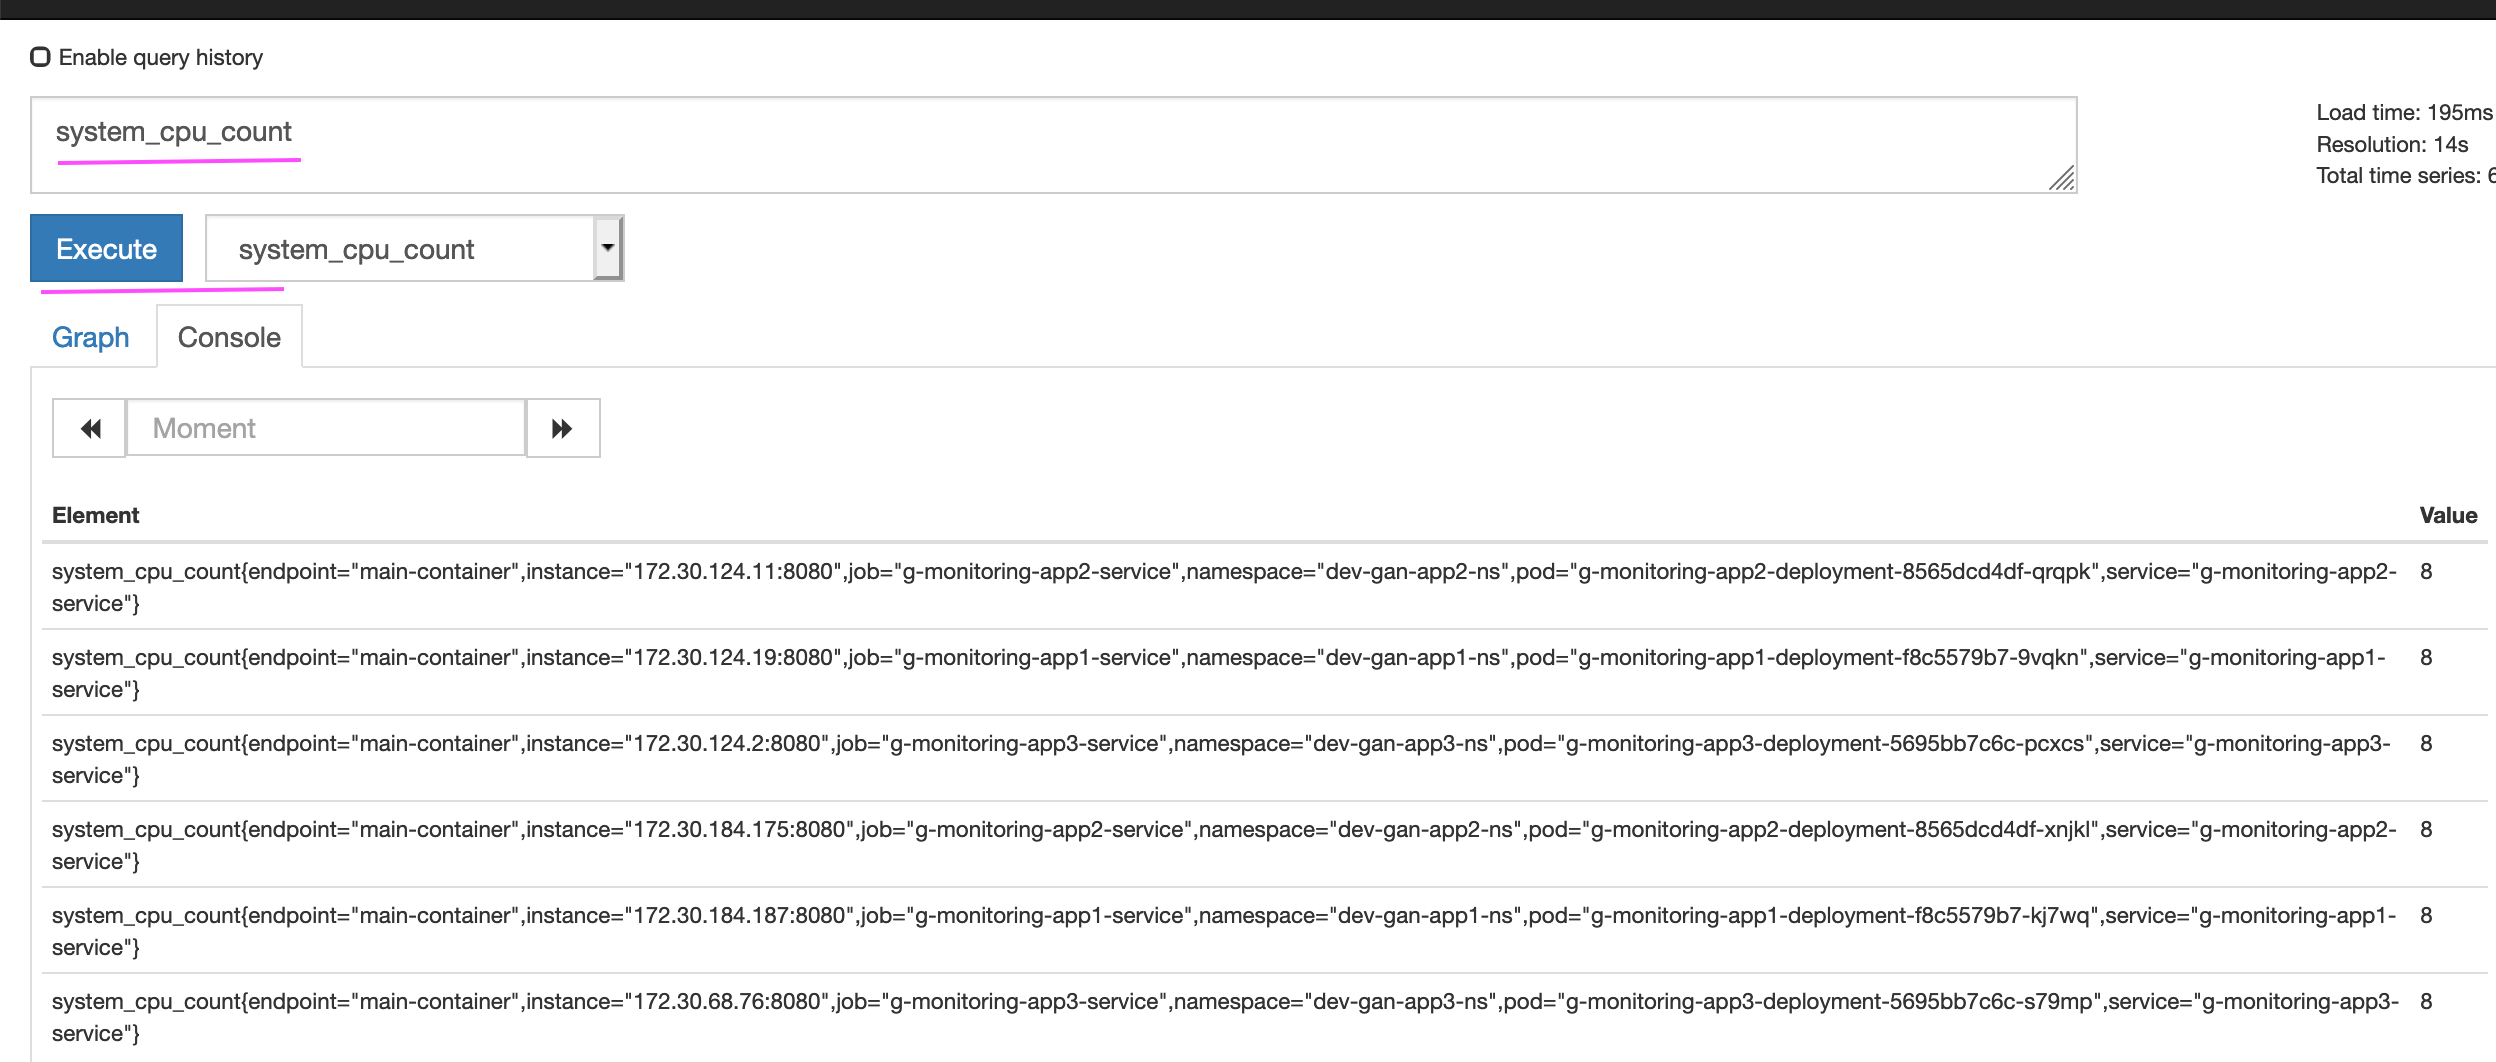 Enable query history
system_cpu_count
Load time: 195ms
Resolution: 14s
Total time series: 6
Execute
system_cpu_count
Graph
Console
Moment
Element Value
system_cpu_count{endpoint="main-container",instance="172.30.124.11:8080",job="g-monitoring-app2-service",namespace="dev-gan-app2-ns",pod="g-monitoring-app2-deployment-8565dcd4df-qrqpk",service="g-monitoring-app2- 8
service"}
system_cpu_count{endpoint="main-container",instance="172.30.124.19:8080",job="g-monitoring-app1-service",namespace="dev-gan-app1-ns",pod="g-monitoring-app1-deployment-f8c5579b7-9vqkn",service="g-monitoring-app1- 8
service"}
system_cpu_count{endpoint="main-container",instance="172.30.124.2:8080",job="g-monitoring-app3-service",namespace="dev-gan-app3-ns",pod="g-monitoring-app3-deployment-5695bb7c6c-pcxcs",service="g-monitoring-app3- 8
service"}
system_cpu_count{endpoint="main-container",instance="172.30.184.175:8080",job="g-monitoring-app2-service",namespace="dev-gan-app2-ns",pod="g-monitoring-app2-deployment-8565dcd4df-xnjkl",service="g-monitoring-app2- 8
service"}
system_cpu_count{endpoint="main-container",instance="172.30.184.187:8080",job="g-monitoring-app1-service",namespace="dev-gan-app1-ns",pod="g-monitoring-app1-deployment-f8c5579b7-kj7wq",service="g-monitoring-app1- 8
service"}
system_cpu_count{endpoint="main-container",instance="172.30.68.76:8080",job="g-monitoring-app3-service",namespace="dev-gan-app3-ns",pod="g-monitoring-app3-deployment-5695bb7c6c-s79mp",service="g-monitoring-app3- 8
service"}